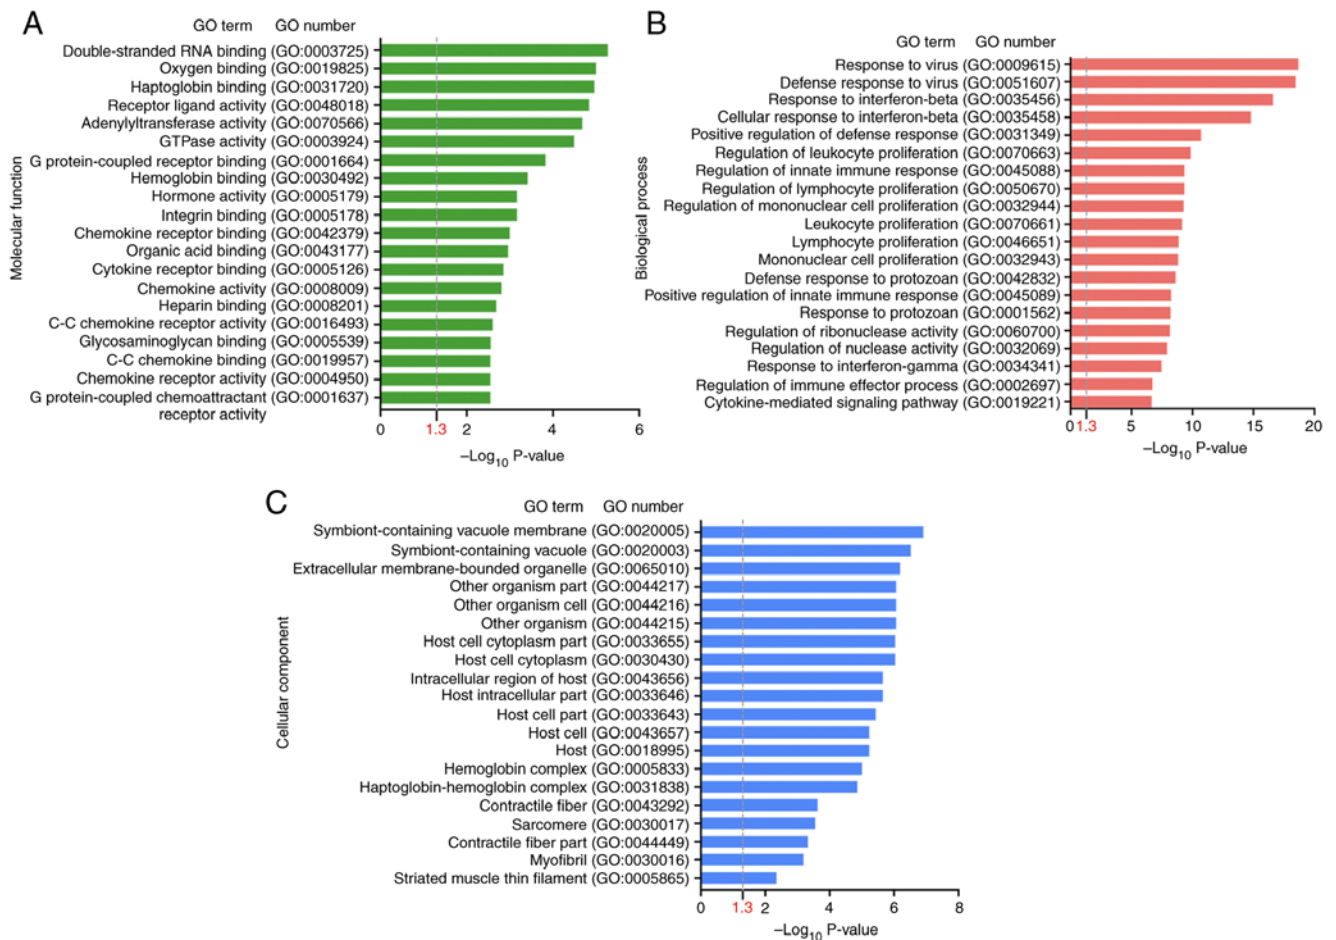 A
GO term GO number
Double-stranded RNA binding (GO:0003725)
Oxygen binding (GO:0019825)
Haptoglobin binding (GO:0031720)
Receptor ligand activity (GO:0048018)
Adenylyltransferase activity (GO:0070566)
GTPase activity (GO:0003924)
G protein-coupled receptor binding (GO:0001664)
Hemoglobin binding (GO:0030492)
Hormone activity (GO:0005179)
Integrin binding (GO:0005178)
Chemokine receptor binding (GO:0042379)
Organic acid binding (GO:0043177)
Cytokine receptor binding (GO:0005126)
Chemokine activity (GO:0008009)
Heparin binding (GO:0008201)
C-C chemokine receptor activity (GO:0016493)
Glycosaminoglycan binding (GO:0005539)
C-C chemokine binding (GO:0019957)
Chemokine receptor activity (GO:0004950)
G protein-coupled chemoattractant (GO:0001637)
receptor activity
Molecular function
0 1.3 2 4 6
–Log10 P-value
B
GO term GO number
Response to virus (GO:0009615)
Defense response to virus (GO:0051607)
Response to interferon-beta (GO:0035456)
Cellular response to interferon-beta (GO:0035458)
Positive regulation of defense response (GO:0031349)
Regulation of leukocyte proliferation (GO:0070663)
Regulation of innate immune response (GO:0045088)
Regulation of lymphocyte proliferation (GO:0050670)
Regulation of mononuclear cell proliferation (GO:0032944)
Leukocyte proliferation (GO:0070661)
Lymphocyte proliferation (GO:0046651)
Mononuclear cell proliferation (GO:0032943)
Defense response to protozoan (GO:0042832)
Positive regulation of innate immune response (GO:0045089)
Response to protozoan (GO:0001562)
Regulation of ribonuclease activity (GO:0060700)
Regulation of nuclease activity (GO:0032069)
Response to interferon-gamma (GO:0034341)
Regulation of immune effector process (GO:0002697)
Cytokine-mediated signaling pathway (GO:0019221)
Biological process
0 1.3 5 10 15 20
–Log10 P-value
C
GO term GO number
Symbiont-containing vacuole membrane (GO:0020005)
Symbiont-containing vacuole (GO:0020003)
Extracellular membrane-bounded organelle (GO:0065010)
Other organism part (GO:0044217)
Other organism cell (GO:0044216)
Other organism (GO:0044215)
Host cell cytoplasm part (GO:0033655)
Host cell cytoplasm (GO:0030430)
Intracellular region of host (GO:0043656)
Host intracellular part (GO:0033646)
Host cell part (GO:0033643)
Host cell (GO:0043657)
Host (GO:0018995)
Hemoglobin complex (GO:0005833)
Haptoglobin-hemoglobin complex (GO:0031838)
Contractile fiber (GO:0043292)
Sarcomere (GO:0030017)
Contractile fiber part (GO:0044449)
Myofibril (GO:0030016)
Striated muscle thin filament (GO:0005865)
Cellular component
0 1.3 2 4 6 8
–Log10 P-value